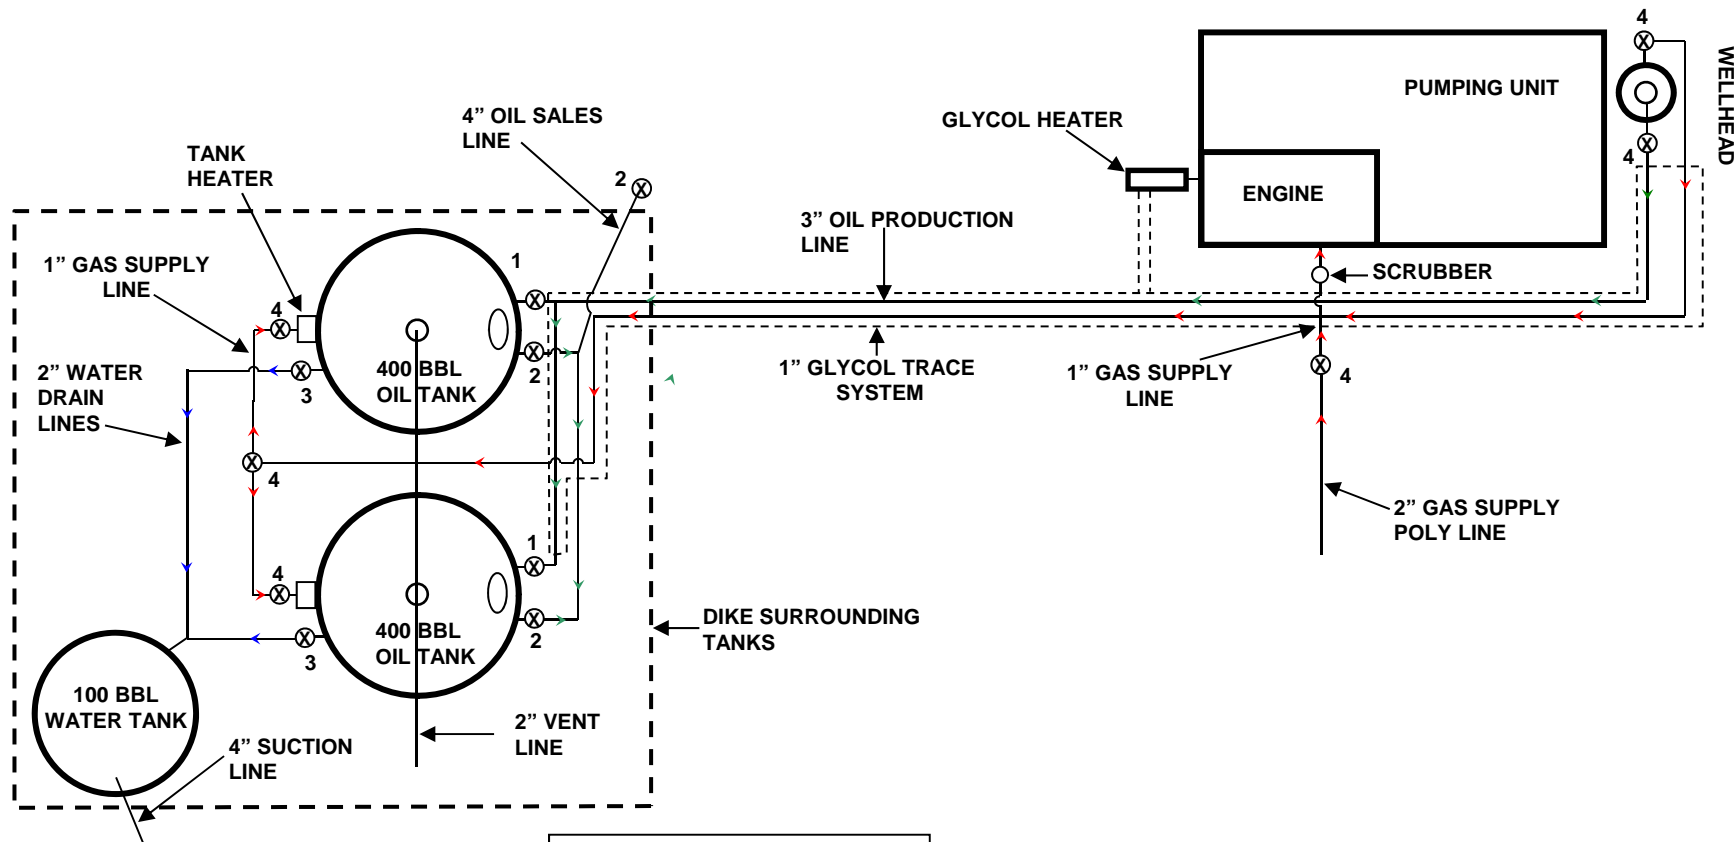 4
WELLHEAD
PUMPING UNIT
4” OIL SALES
LINE
GLYCOL HEATER
4
TANK
HEATER
2
ENGINE
3” OIL PRODUCTION
LINE
1” GAS SUPPLY
LINE
1
SCRUBBER
4
2” WATER
DRAIN
LINES
3
400 BBL
OIL TANK
2
1” GLYCOL TRACE
SYSTEM
1” GAS SUPPLY
LINE
4
4
2” GAS SUPPLY
POLY LINE
1
4
400 BBL
OIL TANK
2
3
DIKE SURROUNDING
TANKS
100 BBL
WATER TANK
2” VENT
LINE
4” SUCTION
LINE
X
X
X
X
X
X
X
X
X
X
X
X
X